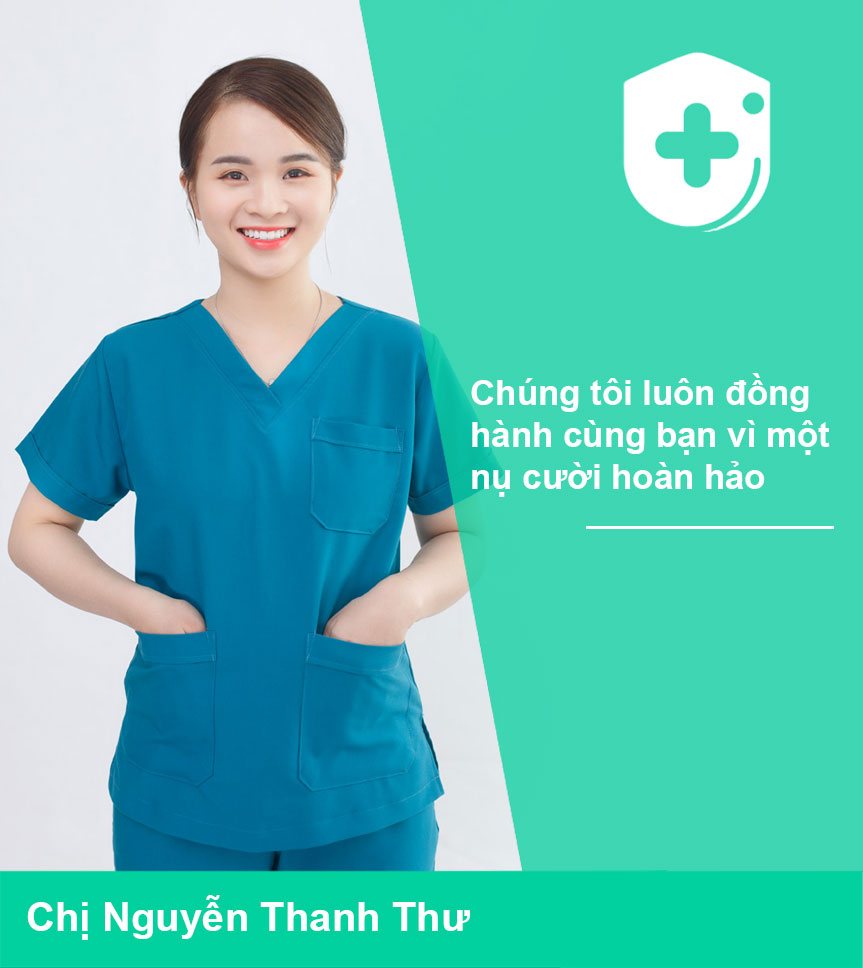 Chúng tôi luôn đồng
hành cùng bạn vì một
nụ cười hoàn hảo
Chị Nguyễn Thanh Thư